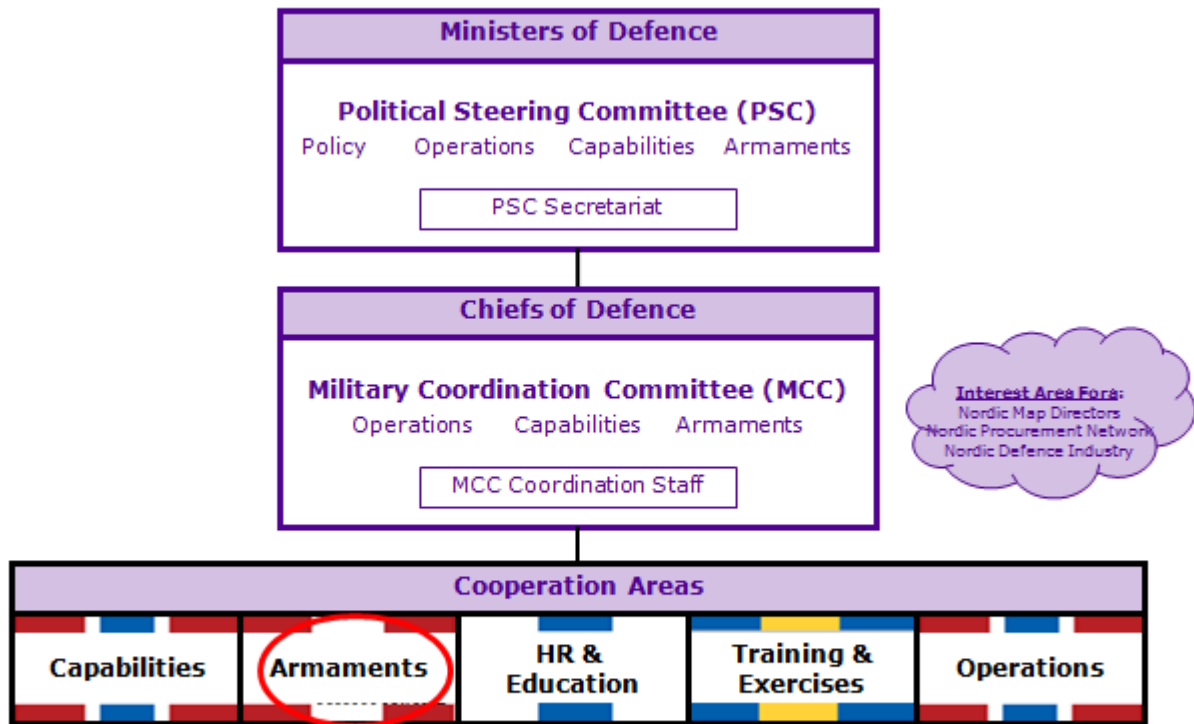 Ministers of Defence
Political Steering Committee (PSC)
Policy Operations Capabilities Armaments
PSC Secretariat
Chiefs of Defence
Military Coordination Committee (MCC)
Operations Capabilities Armaments
MCC Coordination Staff
Interest Area Fora:
Nordic Map Directors
Nordic Procurement Network
Nordic Defence Industry
Cooperation Areas
Capabilities
Armaments
HR &
Education
Training &
Exercises
Operations